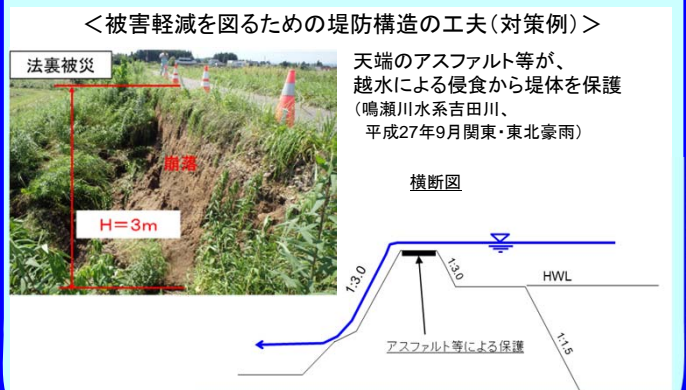 ＜被害軽減を図るための堤防構造の工夫(対策例)＞
法裏被災
天端のアスファルト等が、
越水による侵食から堤体を保護
(鳴瀬川水系吉田川、
平成27年9月関東・東北豪雨)
崩落
H＝3m
横断図
1:3.0
1:3.0
HWL
アスファルト等による保護
1:1.5